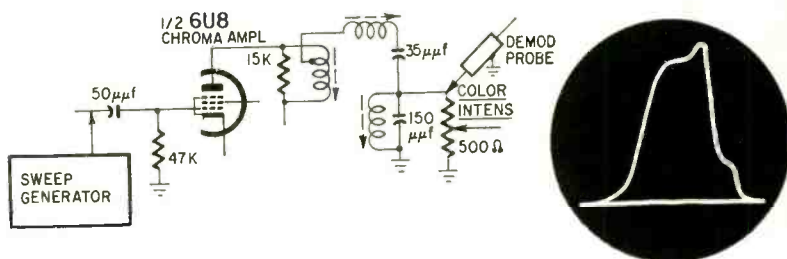 1/2 6U8
CHROMA AMPL
15K
35μμf
DEMOD
PROBE
50μμf
COLOR
INTENS
150
μμf
500Ω
47K
SWEEP
GENERATOR